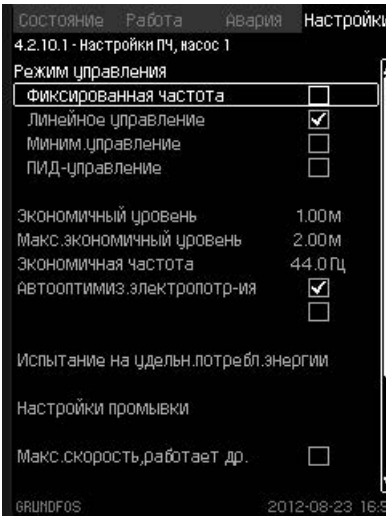 Состояние Работа Авария Настройки
4.2.10.1 - Настройки ПЧ, насос 1
Режим управления
Фиксированная частота
Линейное управление
Миним.управление
ПИД-управление
Экономичный уровень 1.00м
Макс.экономичный уровень 2.00м
Экономичная частота 44.0Гц
Автооптимиз.электропотр-ия
Испытание на удельн.потребл.энергии
Настройки промывки
Макс.скорость,работает др.
GRUNDFOS 2012-08-23